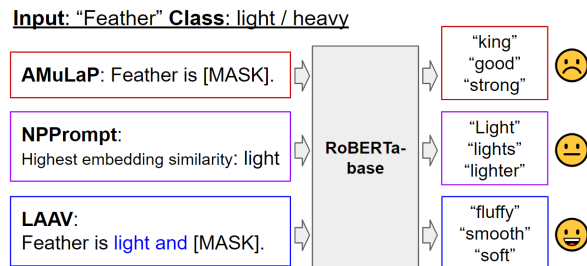 Input: “Feather” Class: light / heavy
AMuLaP: Feather is [MASK].
NPPrompt:
Highest embedding similarity: light
LAAV:
Feather is light and [MASK].
RoBERTa-
base
“king”
“good”
“strong”
“Light”
“lights”
“lighter”
“fluffy”
“smooth”
“soft”